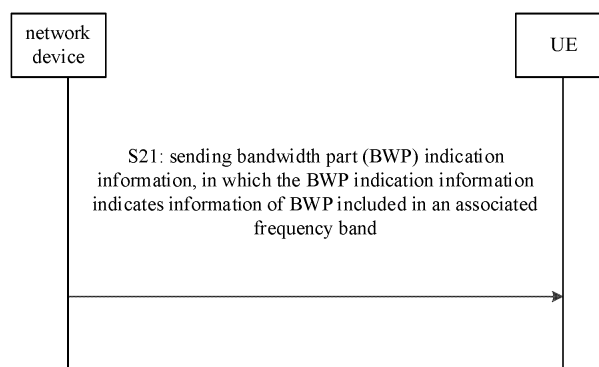 network
device
UE
S21: sending bandwidth part (BWP) indication
information, in which the BWP indication information
indicates information of BWP included in an associated
frequency band